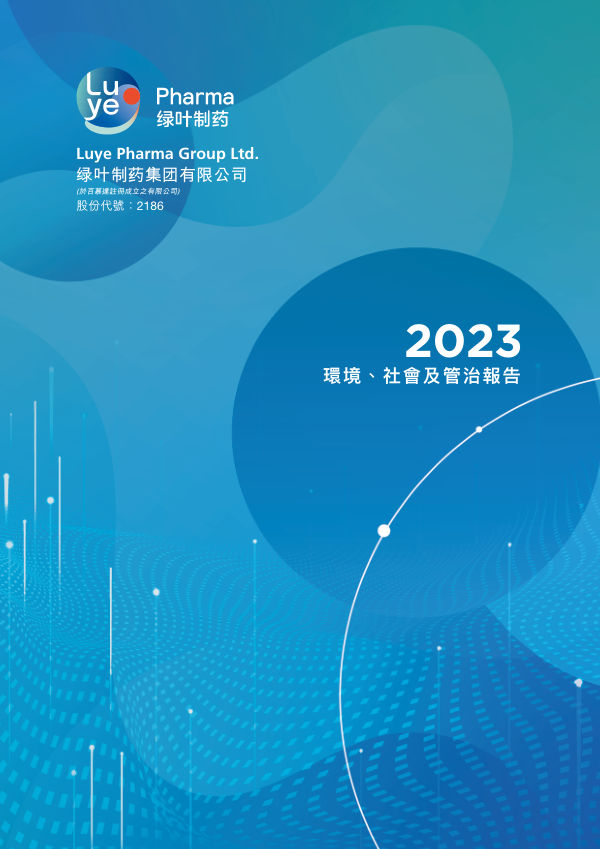 Lu
ye
Pharma
绿叶制药
Luye Pharma Group Ltd.
绿叶制药集团有限公司
(於百慕達註冊成立之有限公司)
股份代號：2186
2023
環境、社會及管治報告